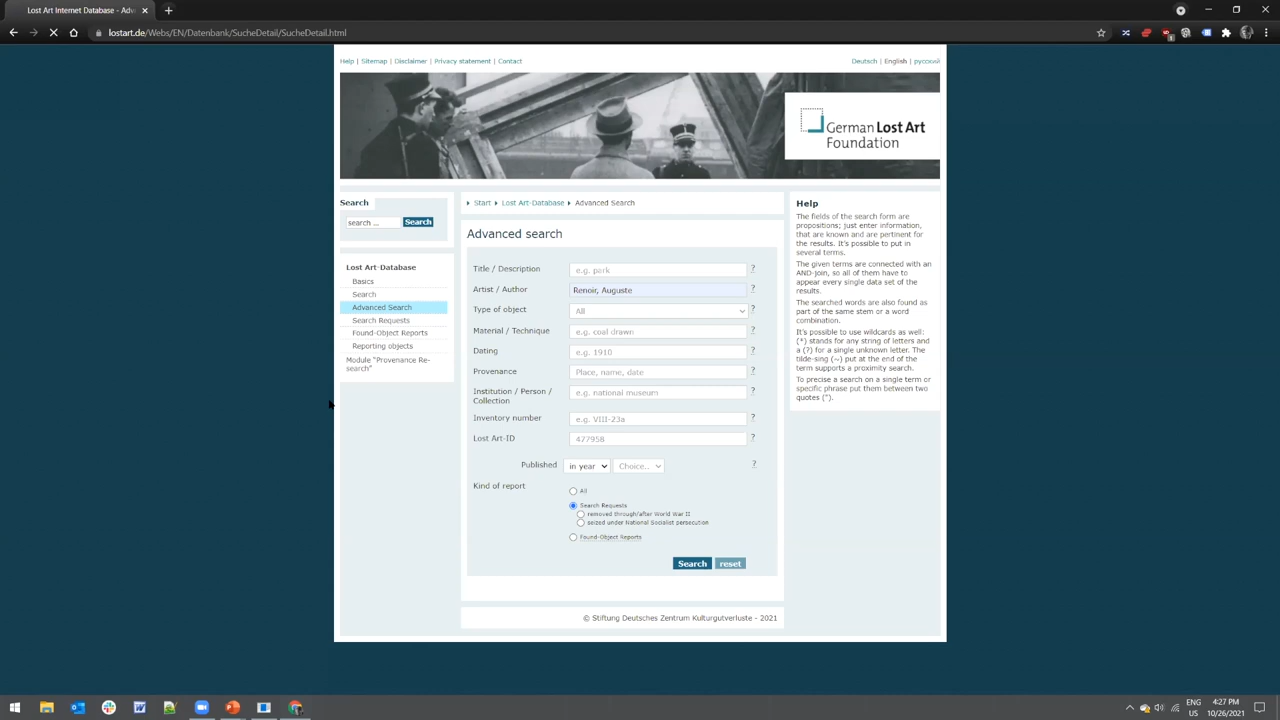 Lost Art Internet Database - Adv
lostart.de/Webs/EN/Datenbank/SucheDetail/SucheDetail.html
Help | Sitemap | Disclaimer | Privacy statement | Contact
Deutsch | English | русский
German Lost Art
Foundation
Search
search ... Search
Lost Art-Database
Basics
Search
Advanced Search
Search Requests
Found-Object Reports
Reporting objects
Module "Provenance Re-
search"
Start Lost Art-Database Advanced Search
Advanced search
Title / Description e.g. park ?
Artist / Author Renoir, Auguste ?
Type of object All ?
Material / Technique e.g. coal drawn ?
Dating e.g. 1910 ?
Provenance Place, name, date ?
Institution / Person /
Collection e.g. national museum ?
Inventory number e.g. VIII-23a ?
Lost Art-ID 477958 ?
Published in year Choice.. ?
Kind of report
All
Search Requests
removed through/after World War II
seized under National Socialist persecution
Found-Object Reports
Search reset
© Stiftung Deutsches Zentrum Kulturgutverluste - 2021
Help
The fields of the search form are
propositions; just enter information,
that are known and are pertinent for
the results. It's possible to put in
several terms.
The given terms are connected with an
AND-join, so all of them have to
appear every single data set of the
results.
The searched words are also found as
part of the same stem or a word
combination.
It's possible to use wildcards as well:
(*) stands for any string of letters and
a (?) for a single unknown letter. The
tilde-sing (~) put at the end of the
term supports a proximity search.
To precise a search on a single term or
specific phrase put them between two
quotes (").
ENG
US
4:27 PM
10/26/2021